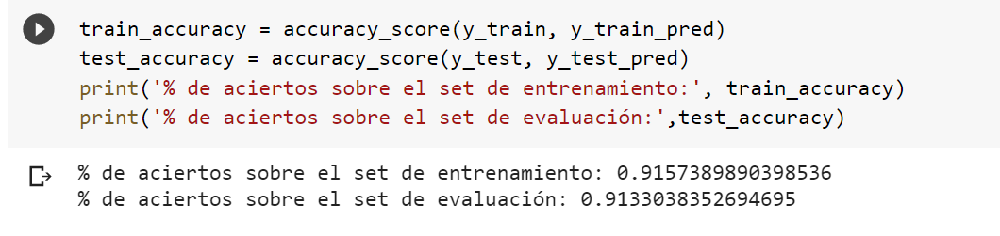 train_accuracy = accuracy_score(y_train, y_train_pred)
test_accuracy = accuracy_score(y_test, y_test_pred)
print('% de aciertos sobre el set de entrenamiento:', train_accuracy)
print('% de aciertos sobre el set de evaluación:',test_accuracy)
% de aciertos sobre el set de entrenamiento: 0.9157389890398536
% de aciertos sobre el set de evaluación: 0.9133038352694695